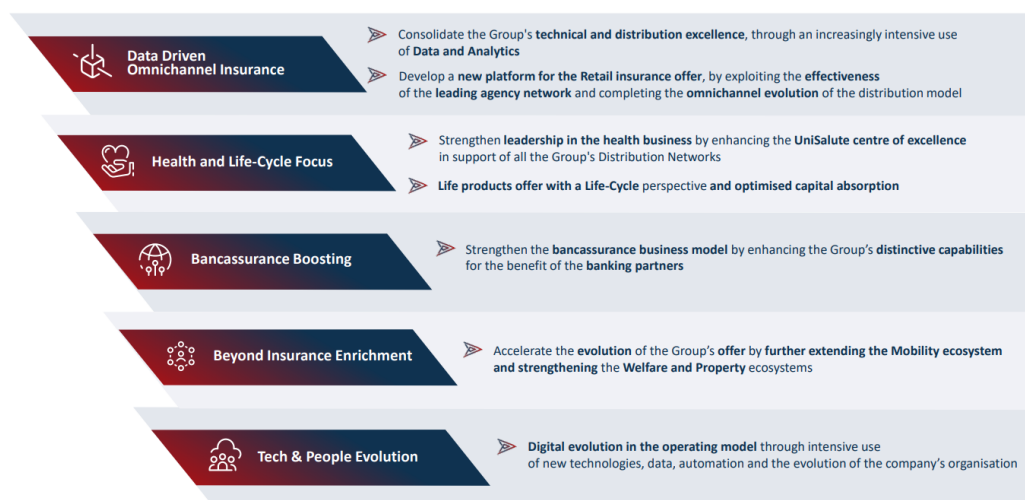 Data Driven
Omnichannel Insurance
Consolidate the Group's technical and distribution excellence, through an increasingly intensive use
of Data and Analytics
Develop a new platform for the Retail insurance offer, by exploiting the effectiveness
of the leading agency network and completing the omnichannel evolution of the distribution model
Health and Life-Cycle Focus
Strengthen leadership in the health business by enhancing the UniSalute centre of excellence
in support of all the Group's Distribution Networks
Life products offer with a Life-Cycle perspective and optimised capital absorption
Bancassurance Boosting
Strengthen the bancassurance business model by enhancing the Group's distinctive capabilities
for the benefit of the banking partners
Beyond Insurance Enrichment
Accelerate the evolution of the Group's offer by further extending the Mobility ecosystem
and strengthening the Welfare and Property ecosystems
Tech & People Evolution
Digital evolution in the operating model through intensive use
of new technologies, data, automation and the evolution of the company's organisation